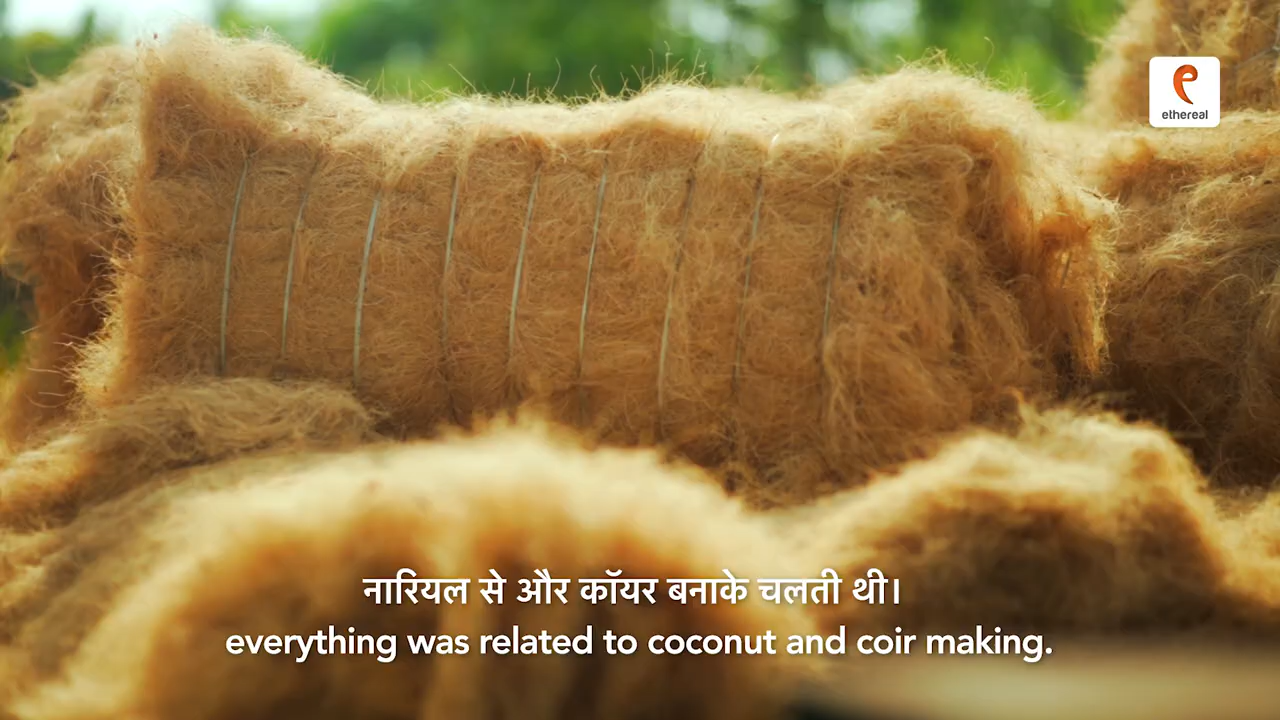 ethereal
नारियल से और कॉयर बनाके चलती थी।
everything was related to coconut and coir making.